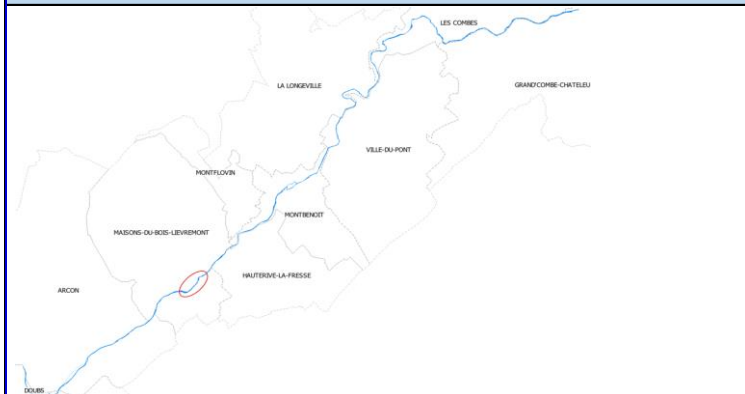 LES COMBES
LA LONGEVILLE
GRAND'COMBE-CHATELEU
VILLE-DU-PONT
MONTFLOVIN
MONTBENOIT
MAISONS-DU-BOIS-LIEVREMONT
HAUTERIVE-LA-FRESSE
ARCON
DOUBS